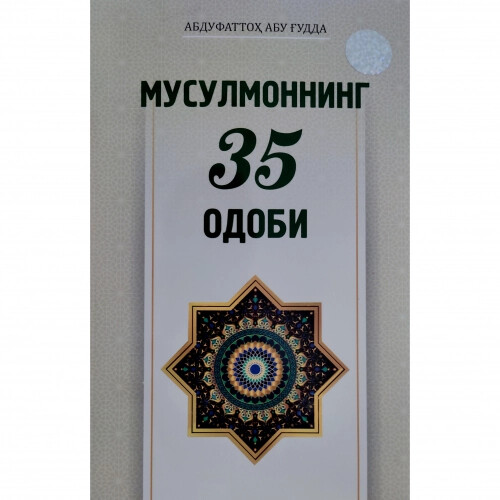 АБДУФАТТОҲ АБУ ҒУДДА
МУСУЛМОННИНГ
35
ОДОБИ